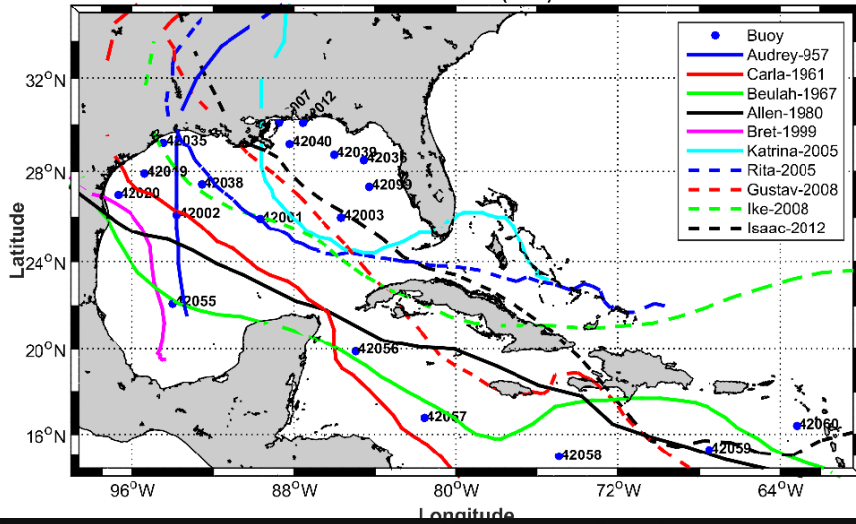 Buoy
Audrey-957
Carla-1961
Beulah-1967
Allen-1980
Bret-1999
Katrina-2005
Rita-2005
Gustav-2008
Ike-2008
Isaac-2012
32°N
28°N
24°N
20°N
16°N
Latitude
007
2012
42035
42040
42039
42036
42019
42038
42099
42020
42002
42001
42003
42055
42056
42057
42060
42058
42059
96°W
88°W
80°W
72°W
64°W
Longitude